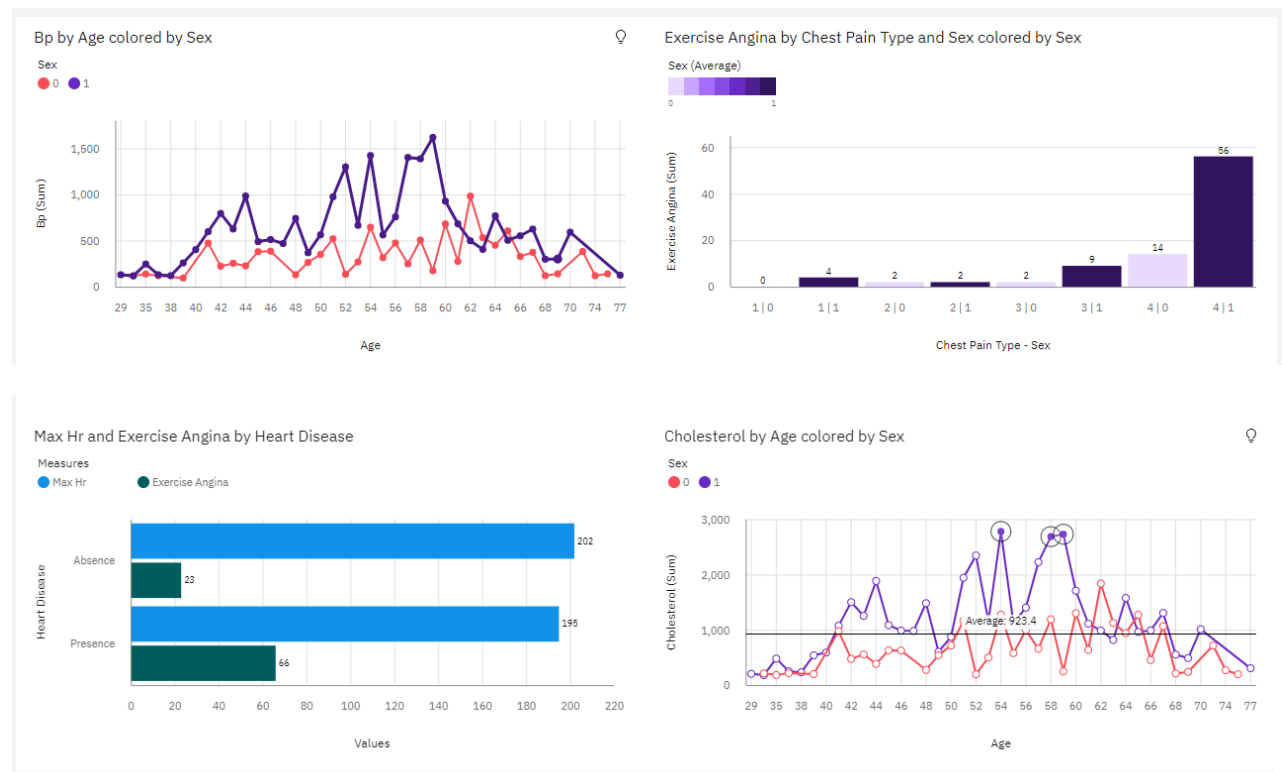 Bp by Age colored by Sex
Sex
0 1
1,500
1,000
500
0
Bp (Sum)
29 35 38 40 42 44 46 48 50 52 54 56 58 60 62 64 66 68 70 74 77
Age
Exercise Angina by Chest Pain Type and Sex colored by Sex
Sex (Average)
0 1
60
40
20
0
Exercise Angina (Sum)
0 4 2 2 2 9 14 56
1 | 0 1 | 1 2 | 0 2 | 1 3 | 0 3 | 1 4 | 0 4 | 1
Chest Pain Type - Sex
Max Hr and Exercise Angina by Heart Disease
Measures
Max Hr Exercise Angina
Heart Disease
Absence
202
23
Presence
195
66
0 20 40 60 80 100 120 140 160 180 200 220
Values
Cholesterol by Age colored by Sex
Sex
0 1
3,000
2,000
1,000
0
Cholesterol (Sum)
Average: 923.4
29 35 38 40 42 44 46 48 50 52 54 56 58 60 62 64 66 68 70 74 77
Age